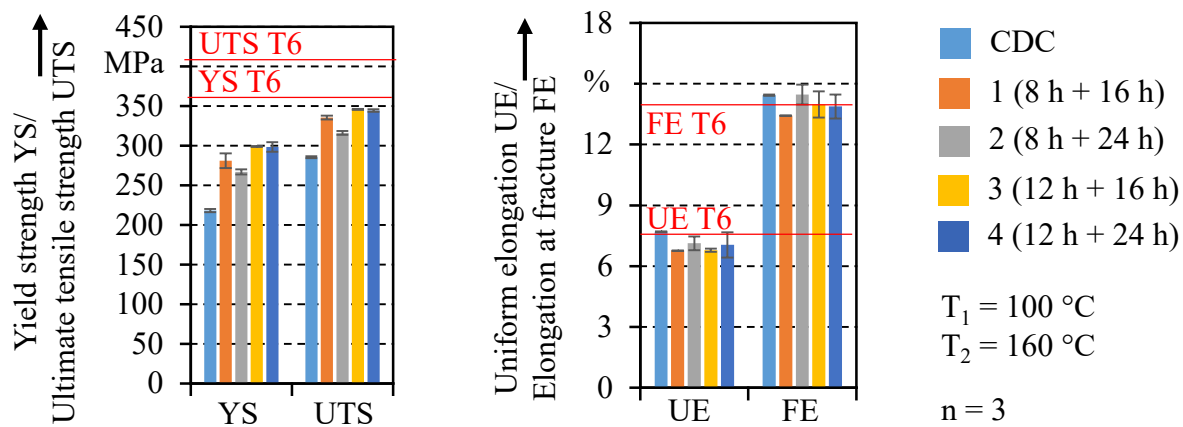 Yield strength YS/
Ultimate tensile strength UTS
450
MPa
350
300
250
200
150
100
50
0
UTS T6
YS T6
YS
UTS
Uniform elongation UE/
Elongation at fracture FE
18
%
12
9
6
3
0
FE T6
UE T6
UE
FE
CDC
1 (8 h + 16 h)
2 (8 h + 24 h)
3 (12 h + 16 h)
4 (12 h + 24 h)
T₁ = 100 °C
T₂ = 160 °C
n = 3